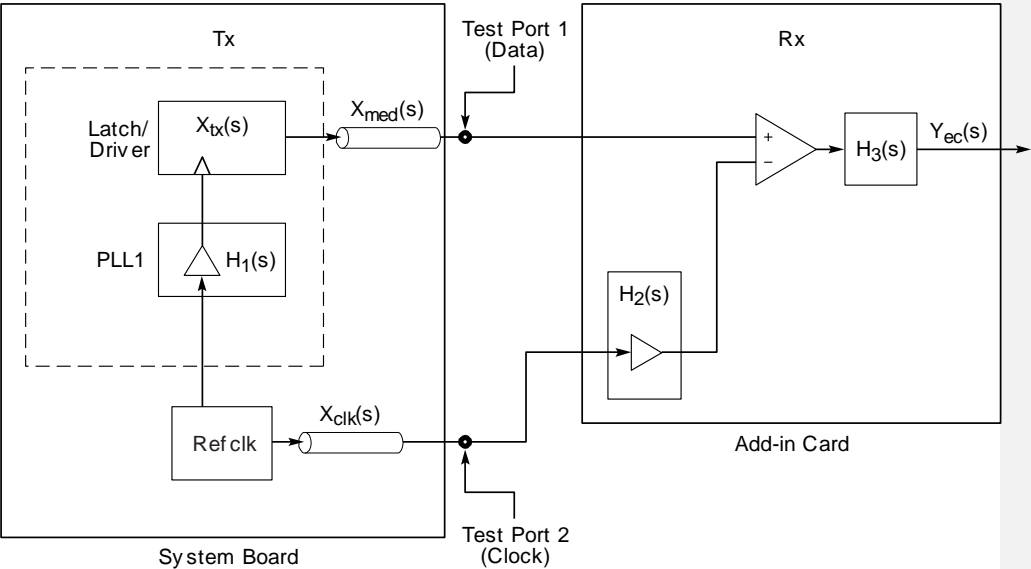 Tx
Test Port 1
(Data)
Rx
Latch/
Driver
Xtx(s)
Xmed(s)
H3(s)
Yec(s)
+
−
PLL1
H1(s)
H2(s)
Refclk
Xclk(s)
Add-in Card
System Board
Test Port 2
(Clock)